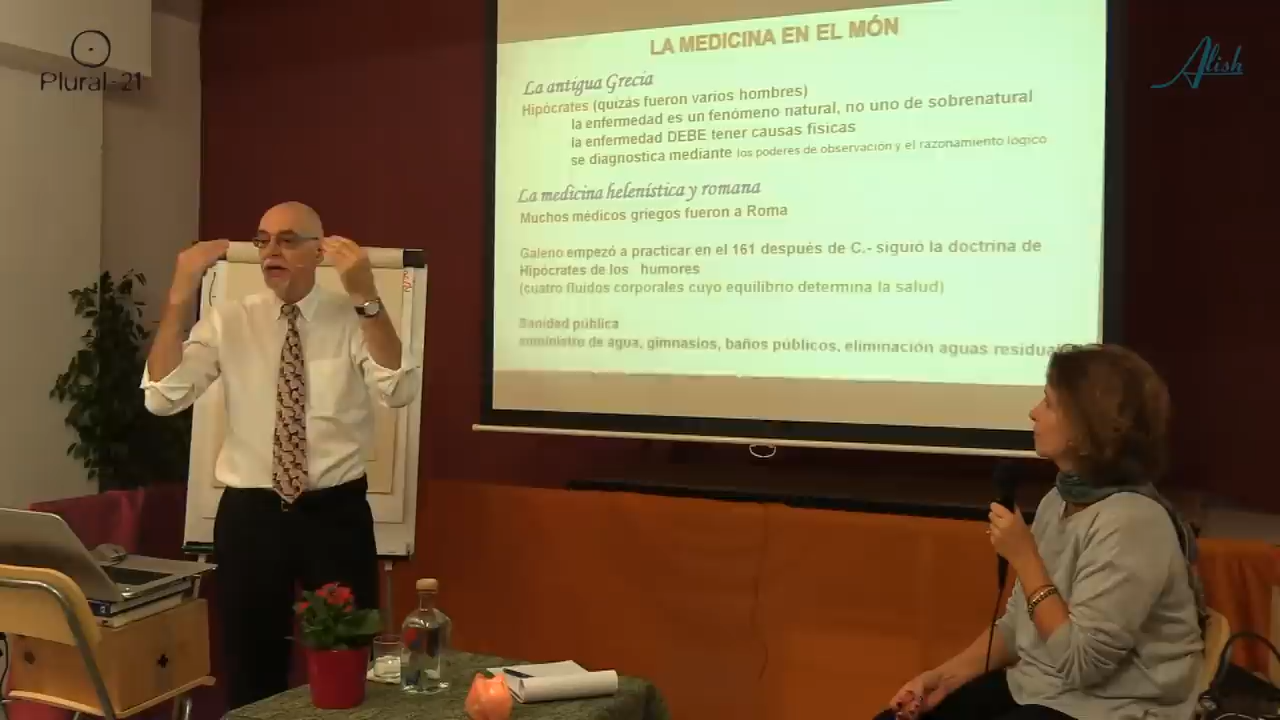 Plural-21
Alish
LA MEDICINA EN EL MÓN
La antigua Grecia
Hipócrates (quizás fueron varios hombres)
la enfermedad es un fenómeno natural, no uno de sobrenatural
la enfermedad DEBE tener causas físicas
se diagnostica mediante los poderes de observación y el razonamiento lógico
La medicina helenística y romana
Muchos médicos griegos fueron a Roma
Galeno empezó a practicar en el 161 después de C.- siguió la doctrina de
Hipócrates de los humores
(cuatro fluidos corporales cuyo equilibrio determina la salud)
Sanidad pública
suministro de agua, gimnasios, baños públicos, eliminación aguas